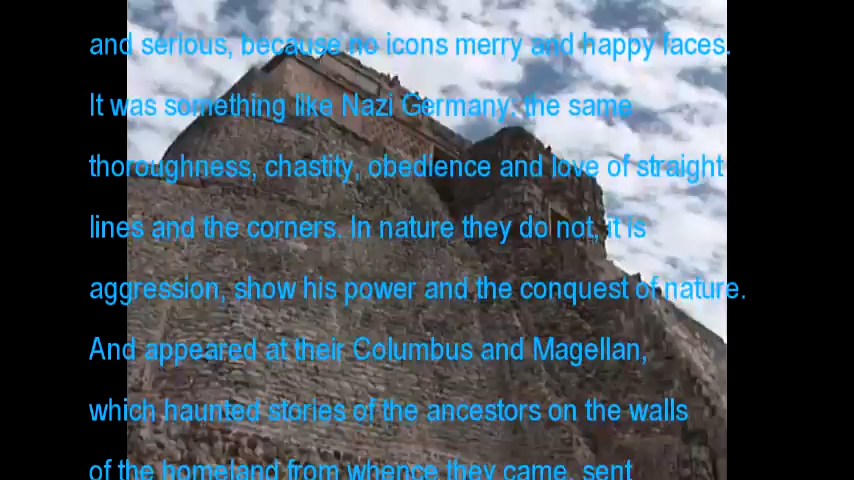 and serious, because no icons merry and happy faces.
It was something like Nazi Germany: the same
thoroughness, chastity, obedience and love of straight
lines and the corners. In nature they do not, it is
aggression, show his power and the conquest of nature.
And appeared at their Columbus and Magellan,
which haunted stories of the ancestors on the walls
of the homeland from whence they came, sent